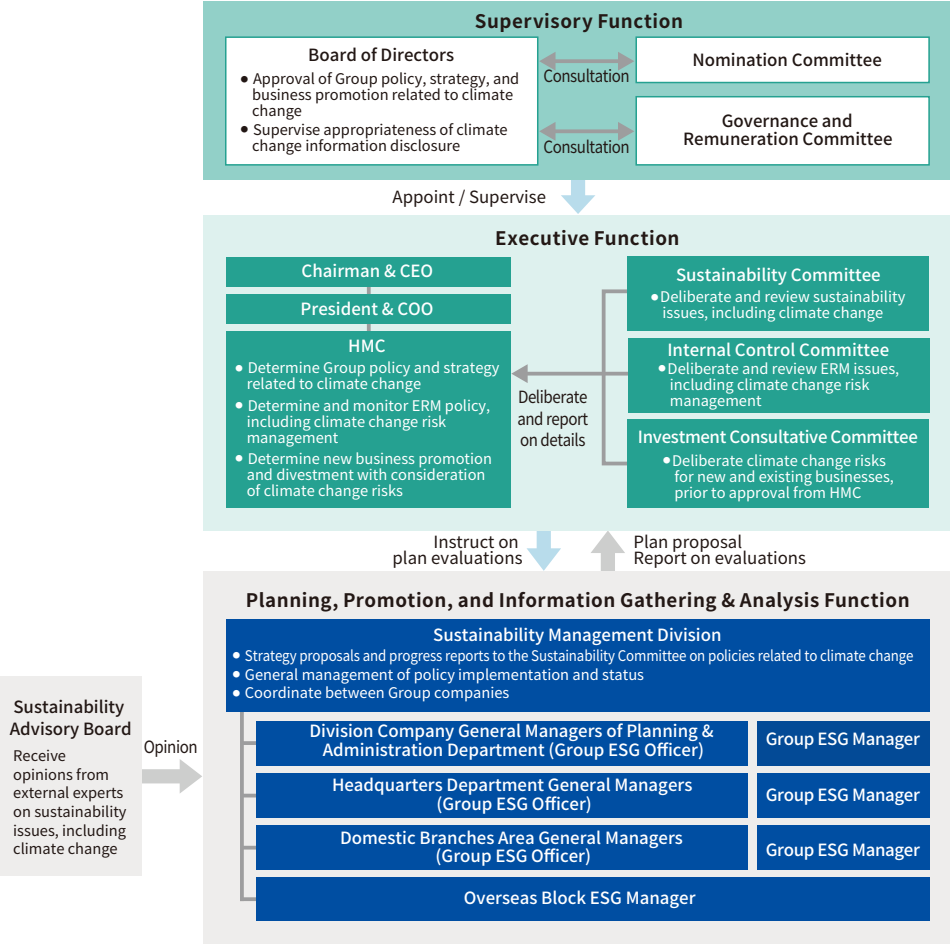 Supervisory Function
Board of Directors
● Approval of Group policy, strategy, and
business promotion related to climate
change
● Supervise appropriateness of climate
change information disclosure
Consultation
Nomination Committee
Consultation
Governance and
Remuneration Committee
Appoint / Supervise
Executive Function
Chairman & CEO
President & COO
HMC
● Determine Group policy and strategy
related to climate change
● Determine and monitor ERM policy,
including climate change risk
management
● Determine new business promotion
and divestment with consideration
of climate change risks
Deliberate
and report
on details
Sustainability Committee
● Deliberate and review sustainability
issues, including climate change
Internal Control Committee
● Deliberate and review ERM issues,
including climate change risk
management
Investment Consultative Committee
● Deliberate climate change risks
for new and existing businesses,
prior to approval from HMC
Instruct on
plan evaluations
Plan proposal
Report on evaluations
Planning, Promotion, and Information Gathering & Analysis Function
Sustainability Management Division
● Strategy proposals and progress reports to the Sustainability Committee on policies related to climate change
● General management of policy implementation and status
● Coordinate between Group companies
Sustainability
Advisory Board
Receive
opinions from
external experts
on sustainability
issues, including
climate change
Opinion
Division Company General Managers of Planning &
Administration Department (Group ESG Officer)
Group ESG Manager
Headquarters Department General Managers
(Group ESG Officer)
Group ESG Manager
Domestic Branches Area General Managers
(Group ESG Officer)
Group ESG Manager
Overseas Block ESG Manager